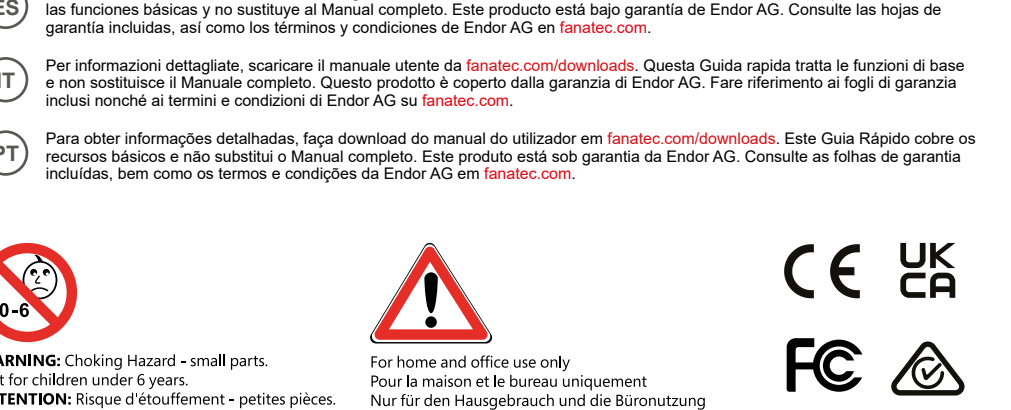 ES
las funciones básicas y no sustituye al Manual completo. Este producto está bajo garantía de Endor AG. Consulte las hojas de
garantía incluidas, así como los términos y condiciones de Endor AG en fanatec.com.
IT
Per informazioni dettagliate, scaricare il manuale utente da fanatec.com/downloads. Questa Guida rapida tratta le funzioni di base
e non sostituisce il Manuale completo. Questo prodotto è coperto dalla garanzia di Endor AG. Fare riferimento ai fogli di garanzia
inclusi nonché ai termini e condizioni di Endor AG su fanatec.com.
PT
Para obter informações detalhadas, faça download do manual do utilizador em fanatec.com/downloads. Este Guia Rápido cobre os
recursos básicos e não substitui o Manual completo. Este produto está sob garantia da Endor AG. Consulte as folhas de garantia
incluídas, bem como os termos e condições da Endor AG em fanatec.com.
0-6
ARNING: Choking Hazard - small parts.
t for children under 6 years.
TENTION: Risque d'étouffement - petites pièces.
!
For home and office use only
Pour la maison et le bureau uniquement
Nur für den Hausgebrauch und die Büronutzung
CE
UK
CA
FC